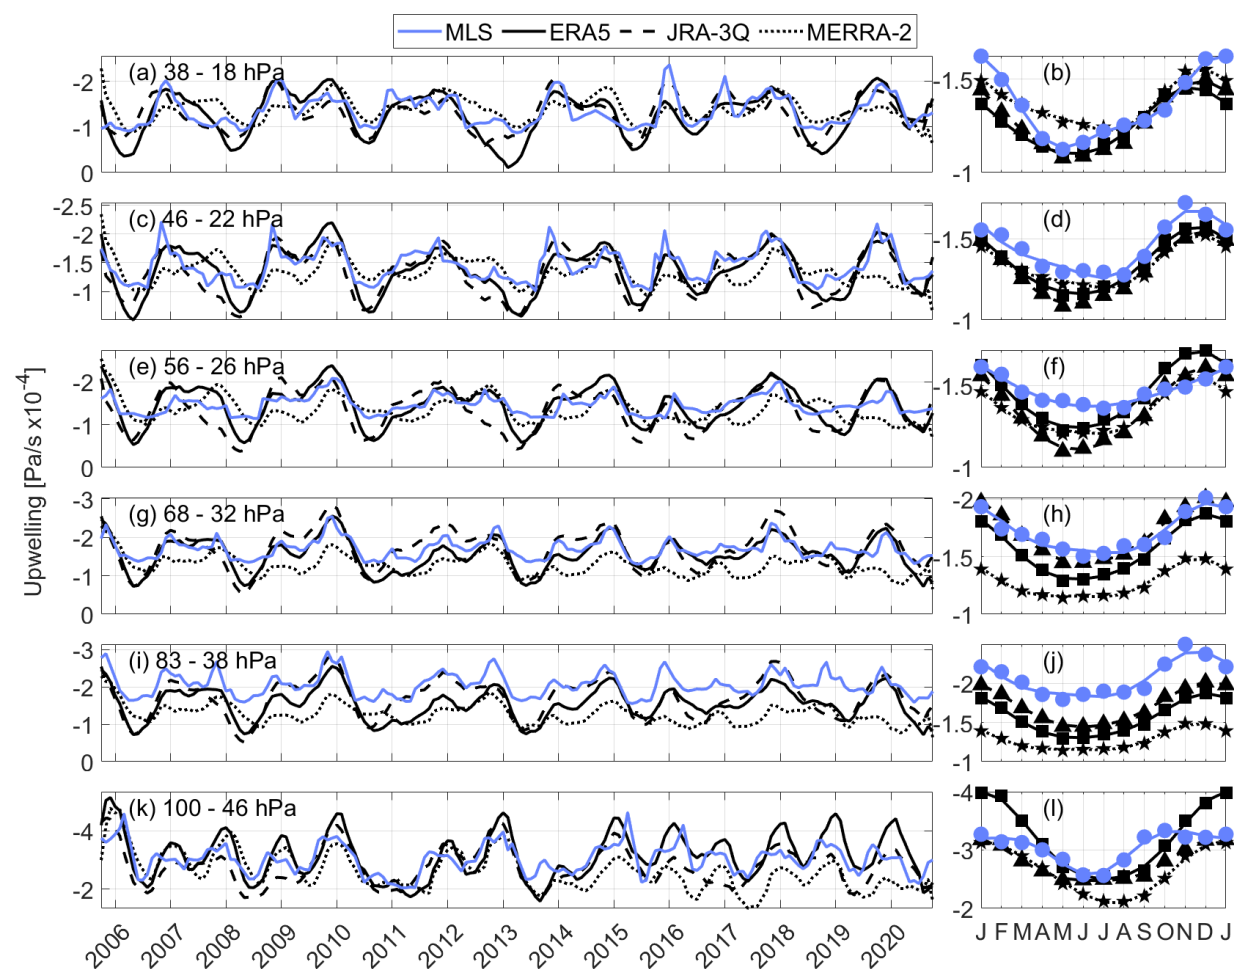 MLS ERA5 JRA-3Q MERRA-2
(a) 38 - 18 hPa
-2
-1
0
(b)
-1.5
-1
(c) 46 - 22 hPa
-2.5
-2
-1.5
-1
(d)
-1.5
-1
(e) 56 - 26 hPa
-2
-1
0
(f)
-1.5
-1
(g) 68 - 32 hPa
-3
-2
-1
0
(h)
-2
-1.5
-1
(i) 83 - 38 hPa
-3
-2
-1
0
(j)
-2
-1.5
-1
(k) 100 - 46 hPa
-4
-2
(l)
-4
-3
-2
Upwelling [Pa/s x10⁻⁴]
2006 2007 2008 2009 2010 2011 2012 2013 2014 2015 2016 2017 2018 2019 2020
J F M A M J J A S O N D J